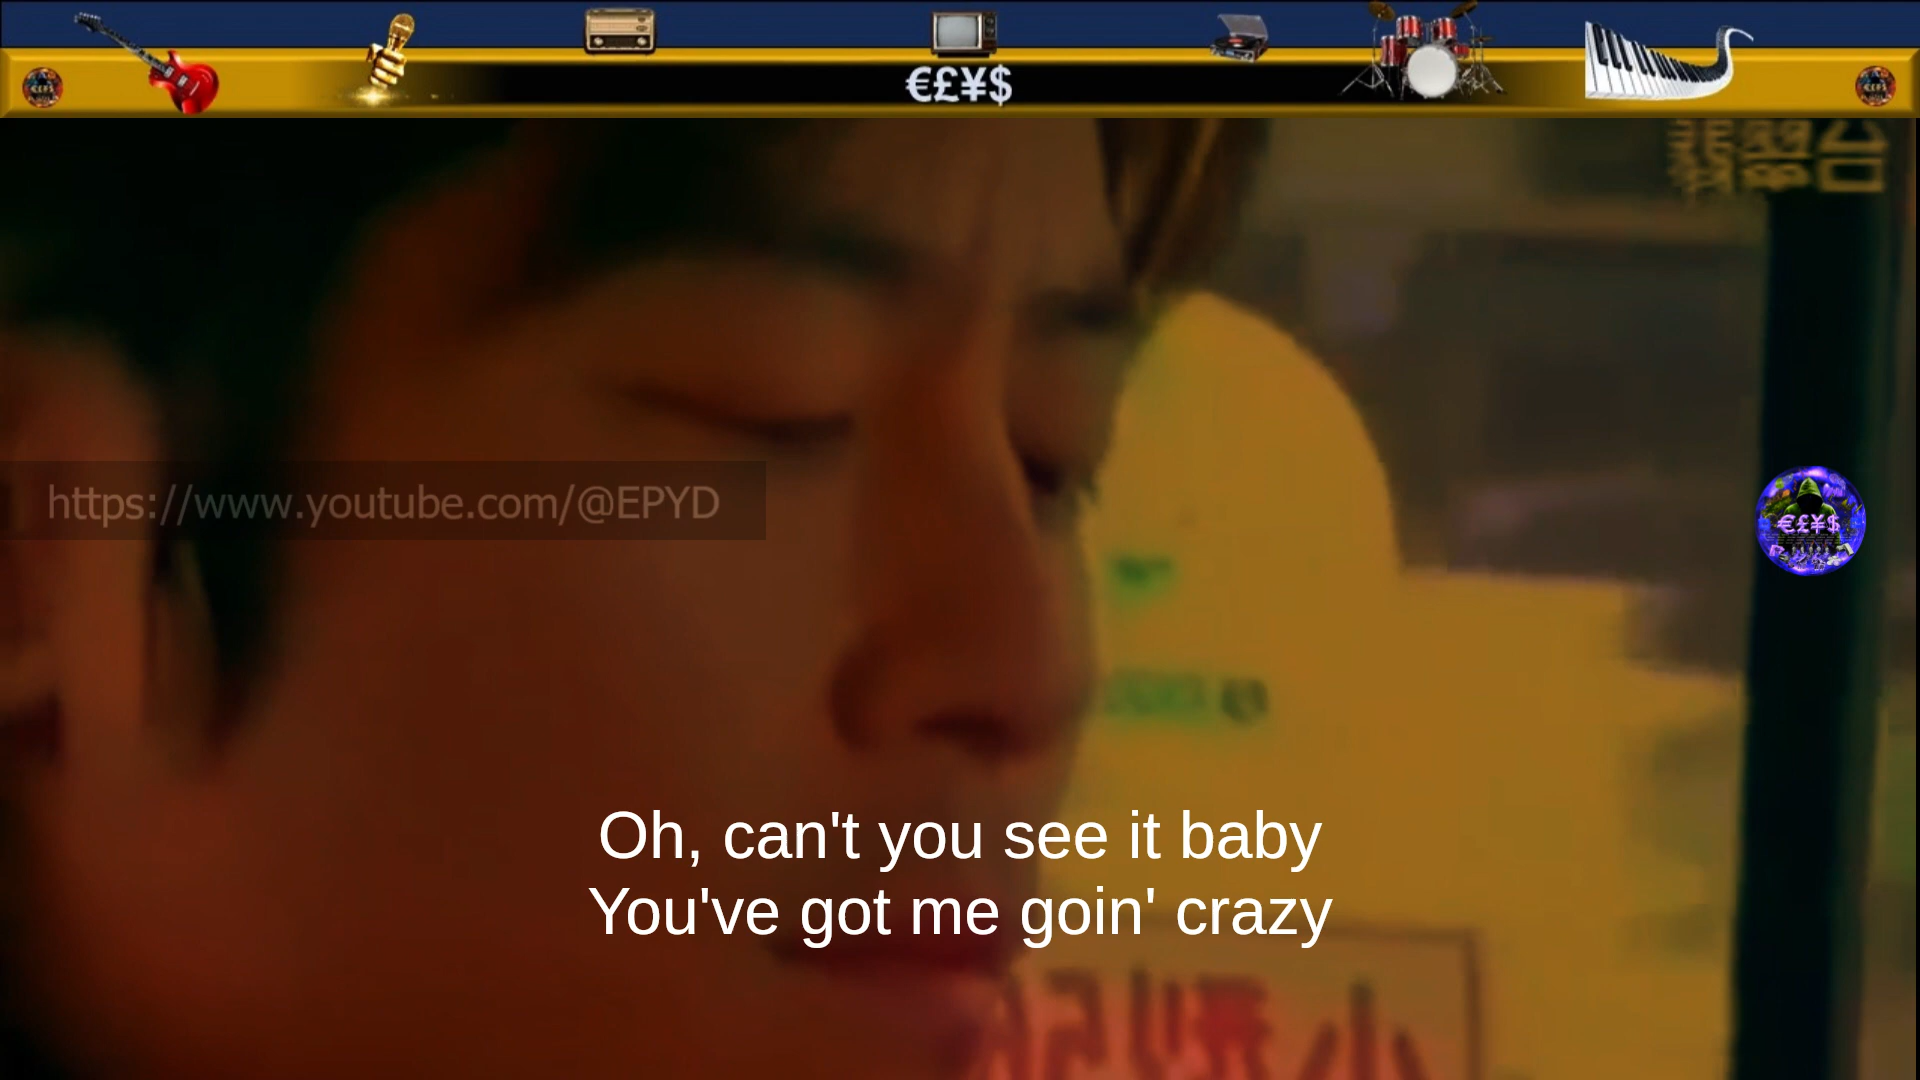 €£¥$
https://www.youtube.com/@EPYD
€£¥$
Oh, can't you see it baby
You've got me goin' crazy